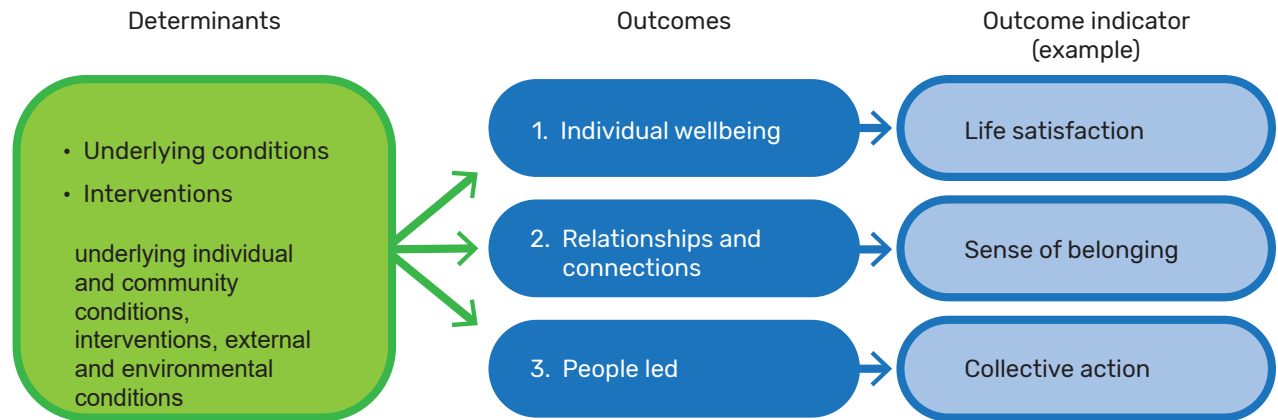 Determinants
Outcomes
Outcome indicator
(example)
• Underlying conditions
• Interventions
underlying individual
and community
conditions,
interventions, external
and environmental
conditions
1. Individual wellbeing
Life satisfaction
2. Relationships and
connections
Sense of belonging
3. People led
Collective action